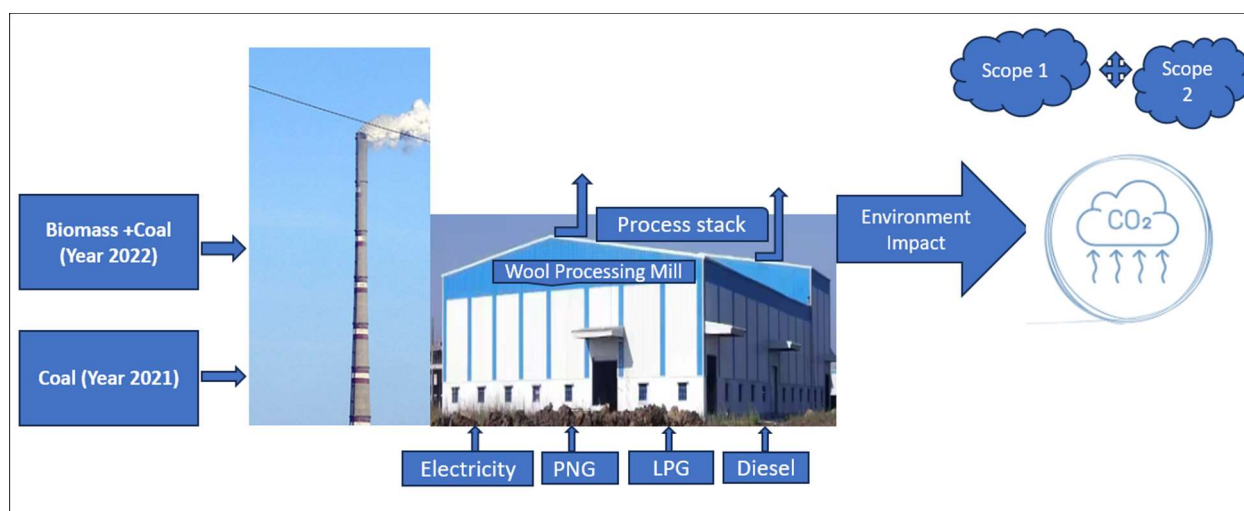 Scope 1
Scope
2
Biomass +Coal
(Year 2022)
Coal (Year 2021)
Process stack
Wool Processing Mill
Environment
Impact
CO₂
Electricity
PNG
LPG
Diesel